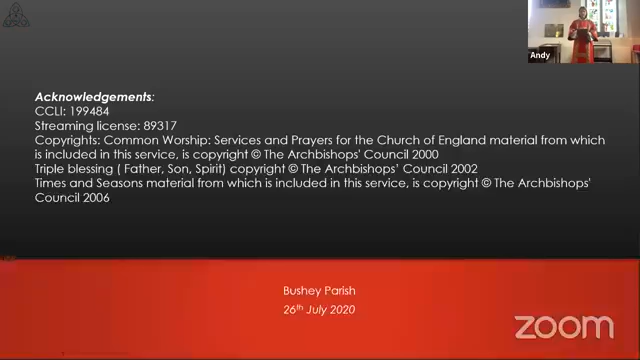 Andy
Acknowledgements:
CCLI: 199484
Streaming license: 89317
Copyrights: Common Worship: Services and Prayers for the Church of England material from which
is included in this service, is copyright © The Archbishops' Council 2000
Triple blessing ( Father, Son, Spirit) copyright © The Archbishops' Council 2002
Times and Seasons material from which is included in this service, is copyright © The Archbishops'
Council 2006
Bushey Parish
26th July 2020
zoom